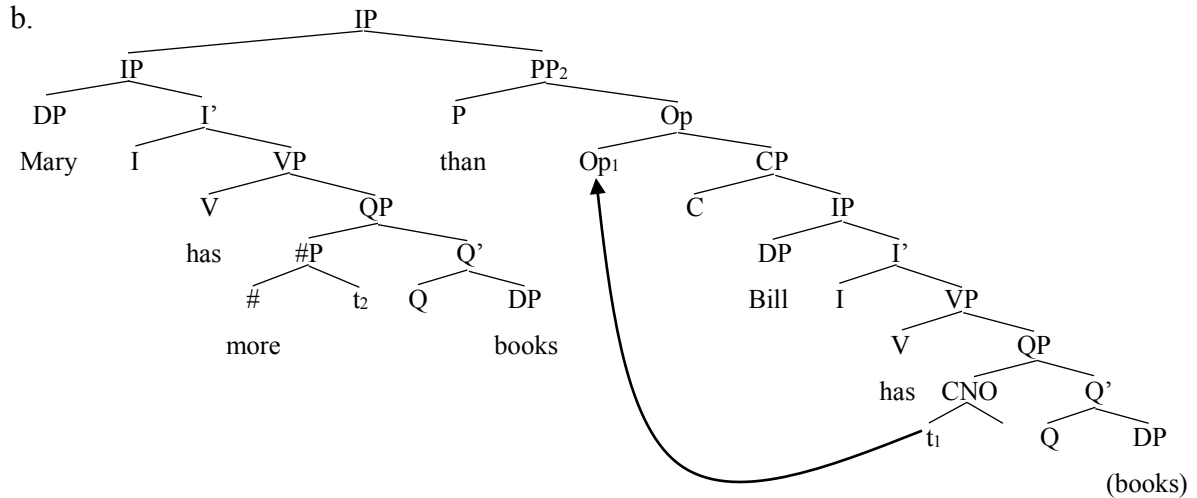 b.
IP
IP PP2
DP I’ P Op
Mary I VP than Op1 CP
V QP C IP
has #P Q’ DP I’
# t2 Q DP Bill I VP
more books V QP
has CNO Q’
t1 Q DP
(books)